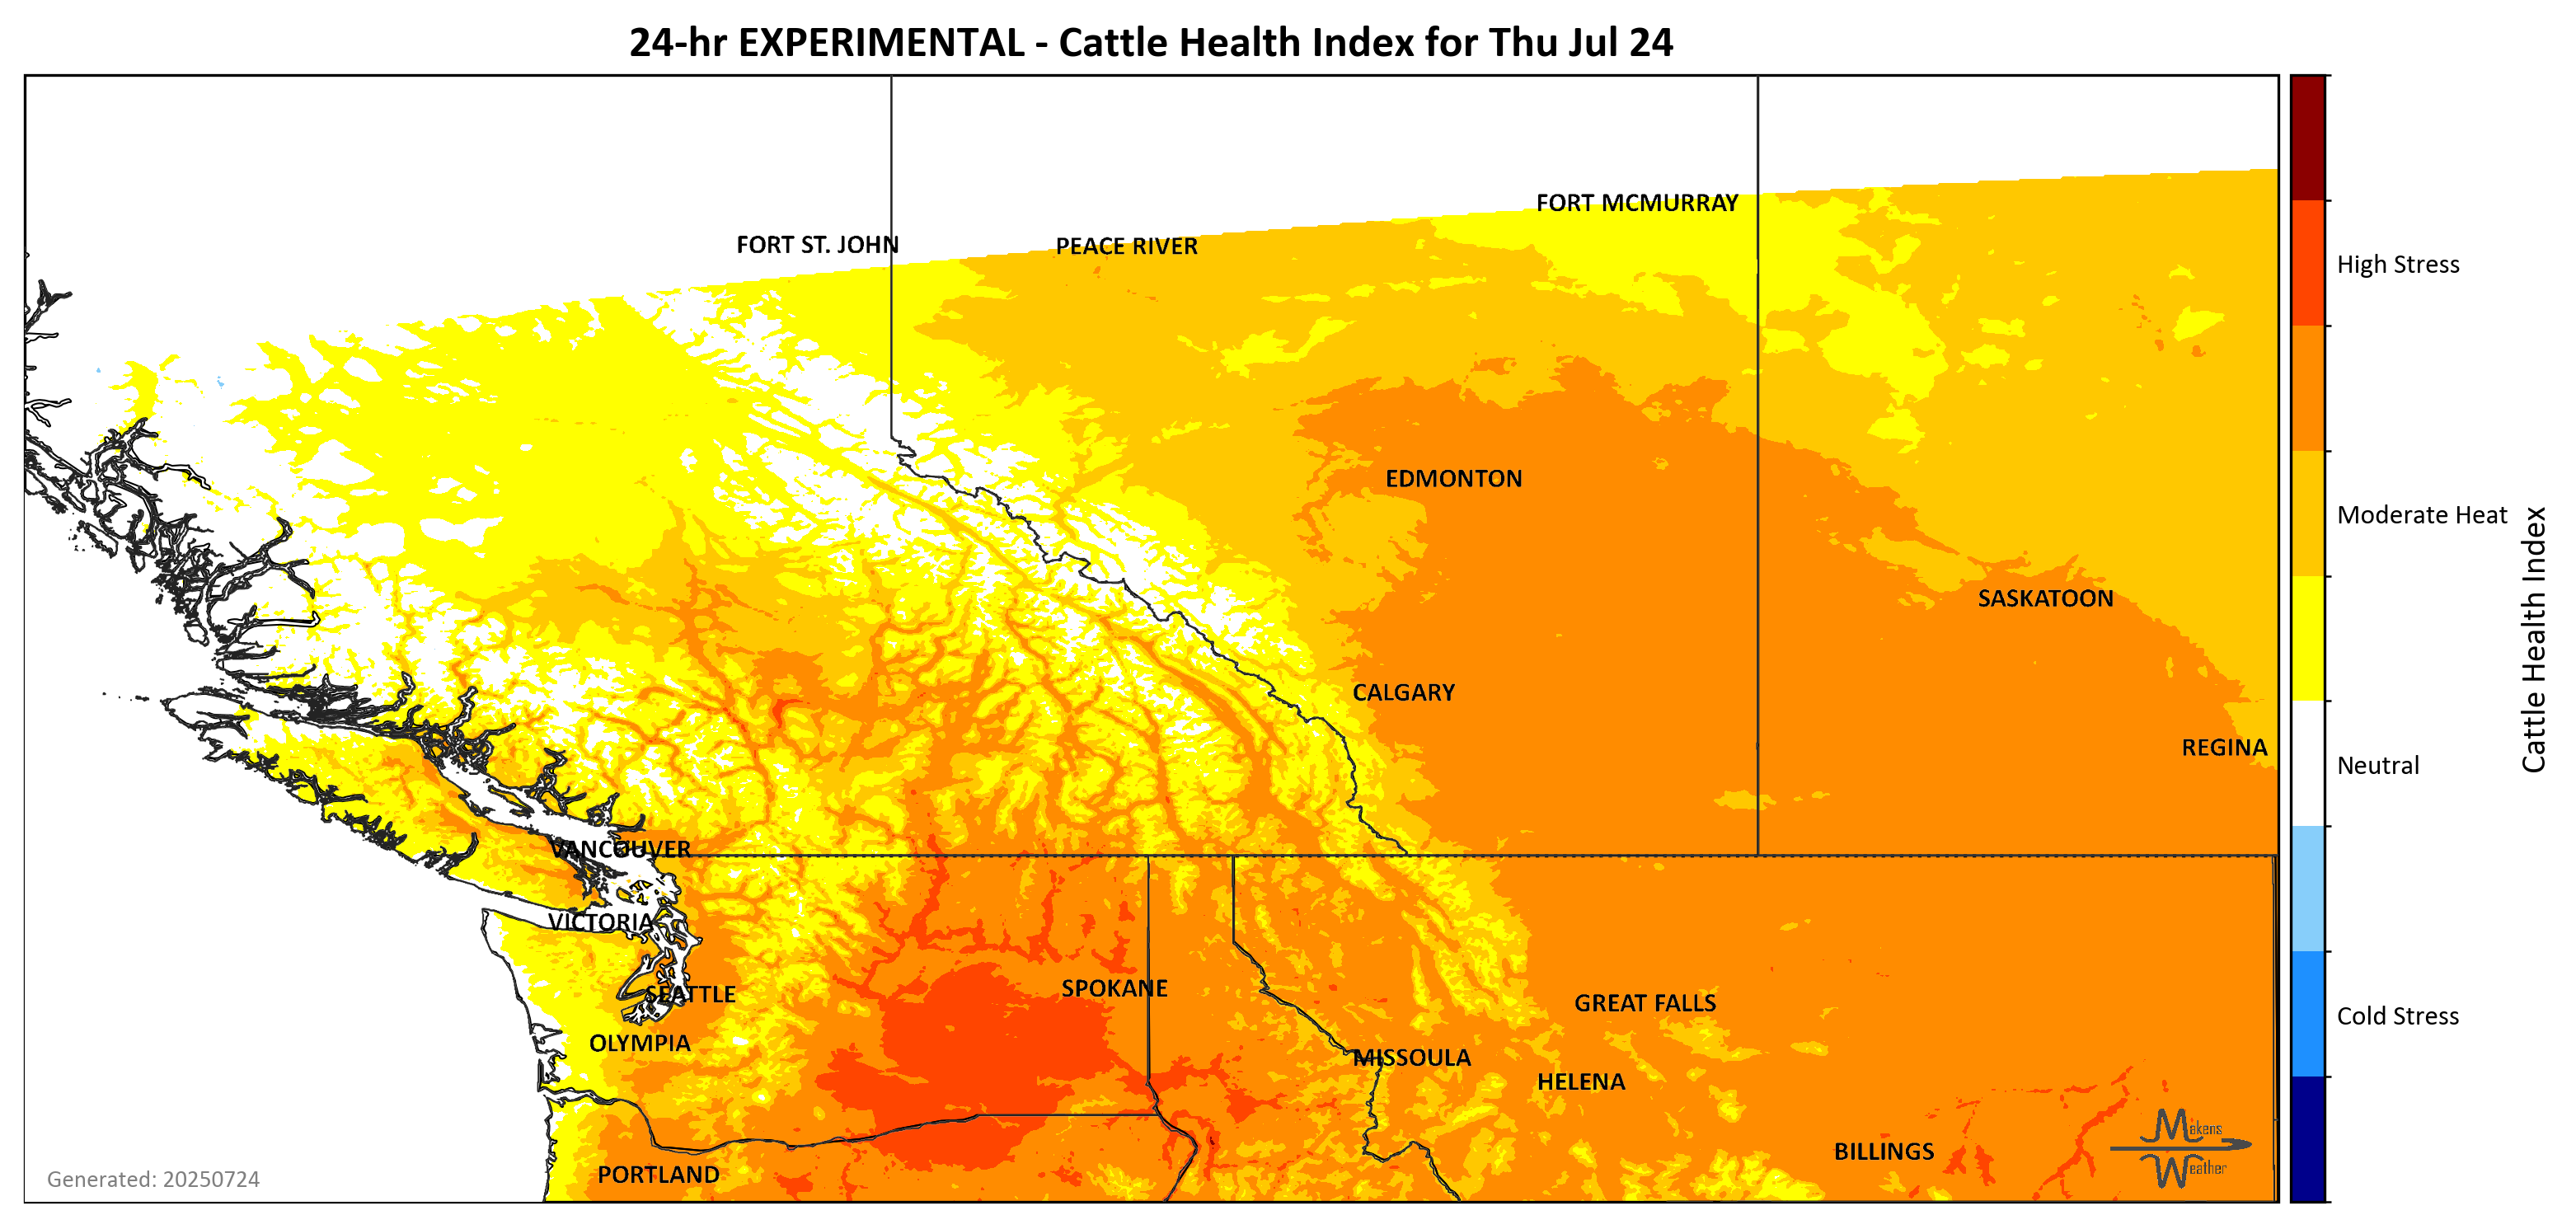 24-hr EXPERIMENTAL - Cattle Health Index for Thu Jul 24
FORT MCMURRAY
FORT ST. JOHN
PEACE RIVER
High Stress
EDMONTON
Moderate Heat
SASKATOON
CALGARY
Cattle Health Index
REGINA
Neutral
VANCOUVER
VICTORIA
SPOKANE
SEATTLE
GREAT FALLS
Cold Stress
OLYMPIA
MISSOULA
HELENA
Makens
Weather
BILLINGS
PORTLAND
Generated: 20250724